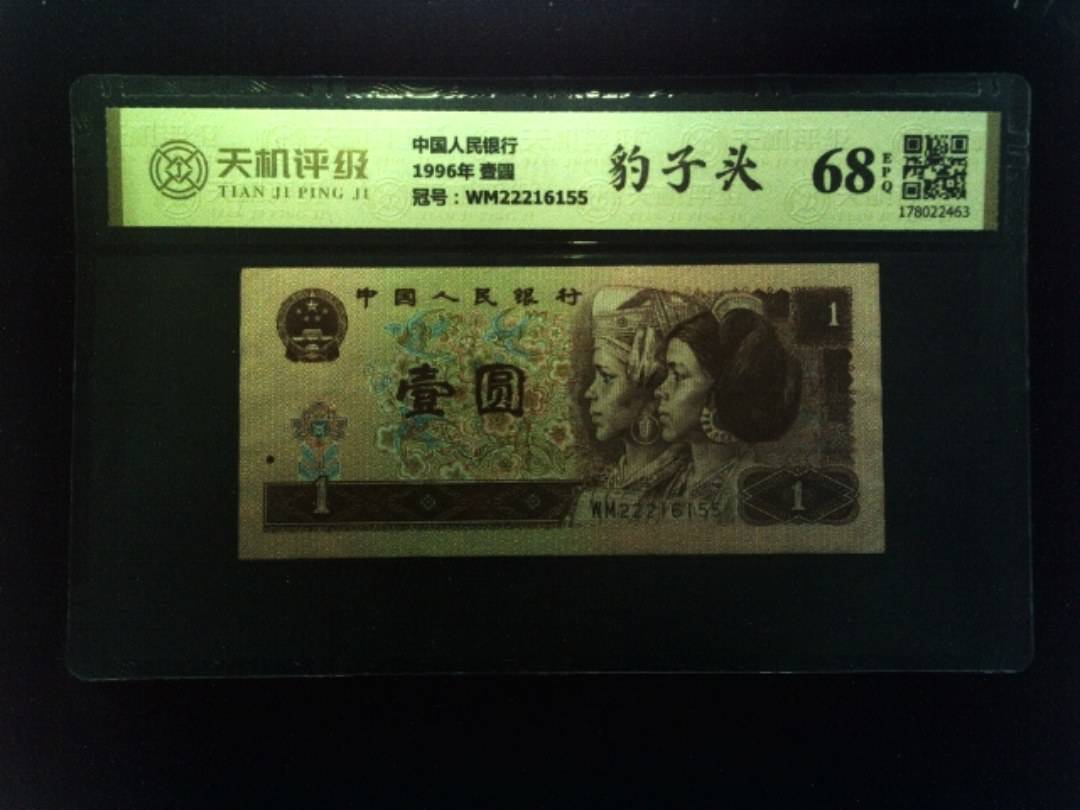 天机评级
TIAN JI PING JI
中国人民银行
1996年 壹圆
冠号：WM22216155
豹子头
68
EPQ
178022463
中国人民银行
1
壹圆
1
WM22216155
1